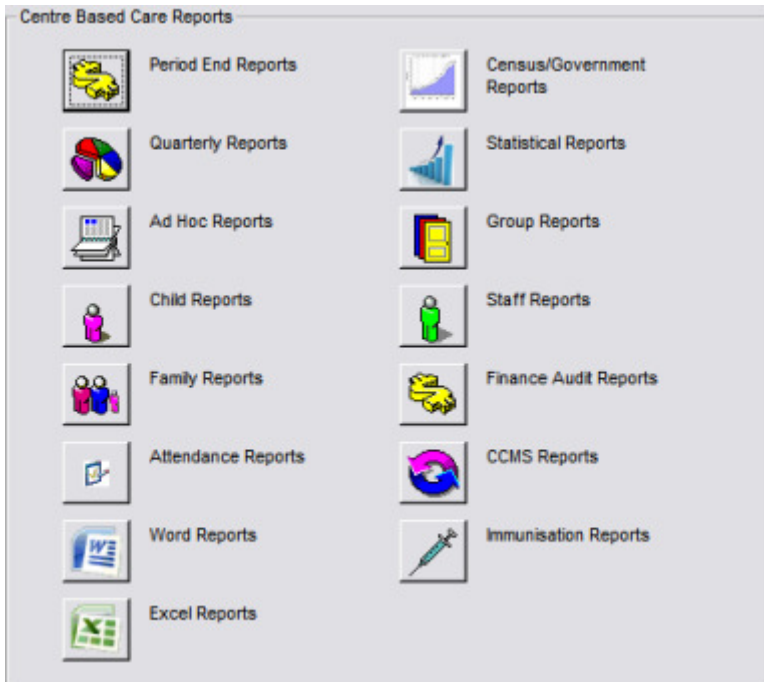 Centre Based Care Reports
Period End Reports
Census/Government
Reports
Quarterly Reports
Statistical Reports
Ad Hoc Reports
Group Reports
Child Reports
Staff Reports
Family Reports
Finance Audit Reports
Attendance Reports
CCMS Reports
Word Reports
Immunisation Reports
Excel Reports